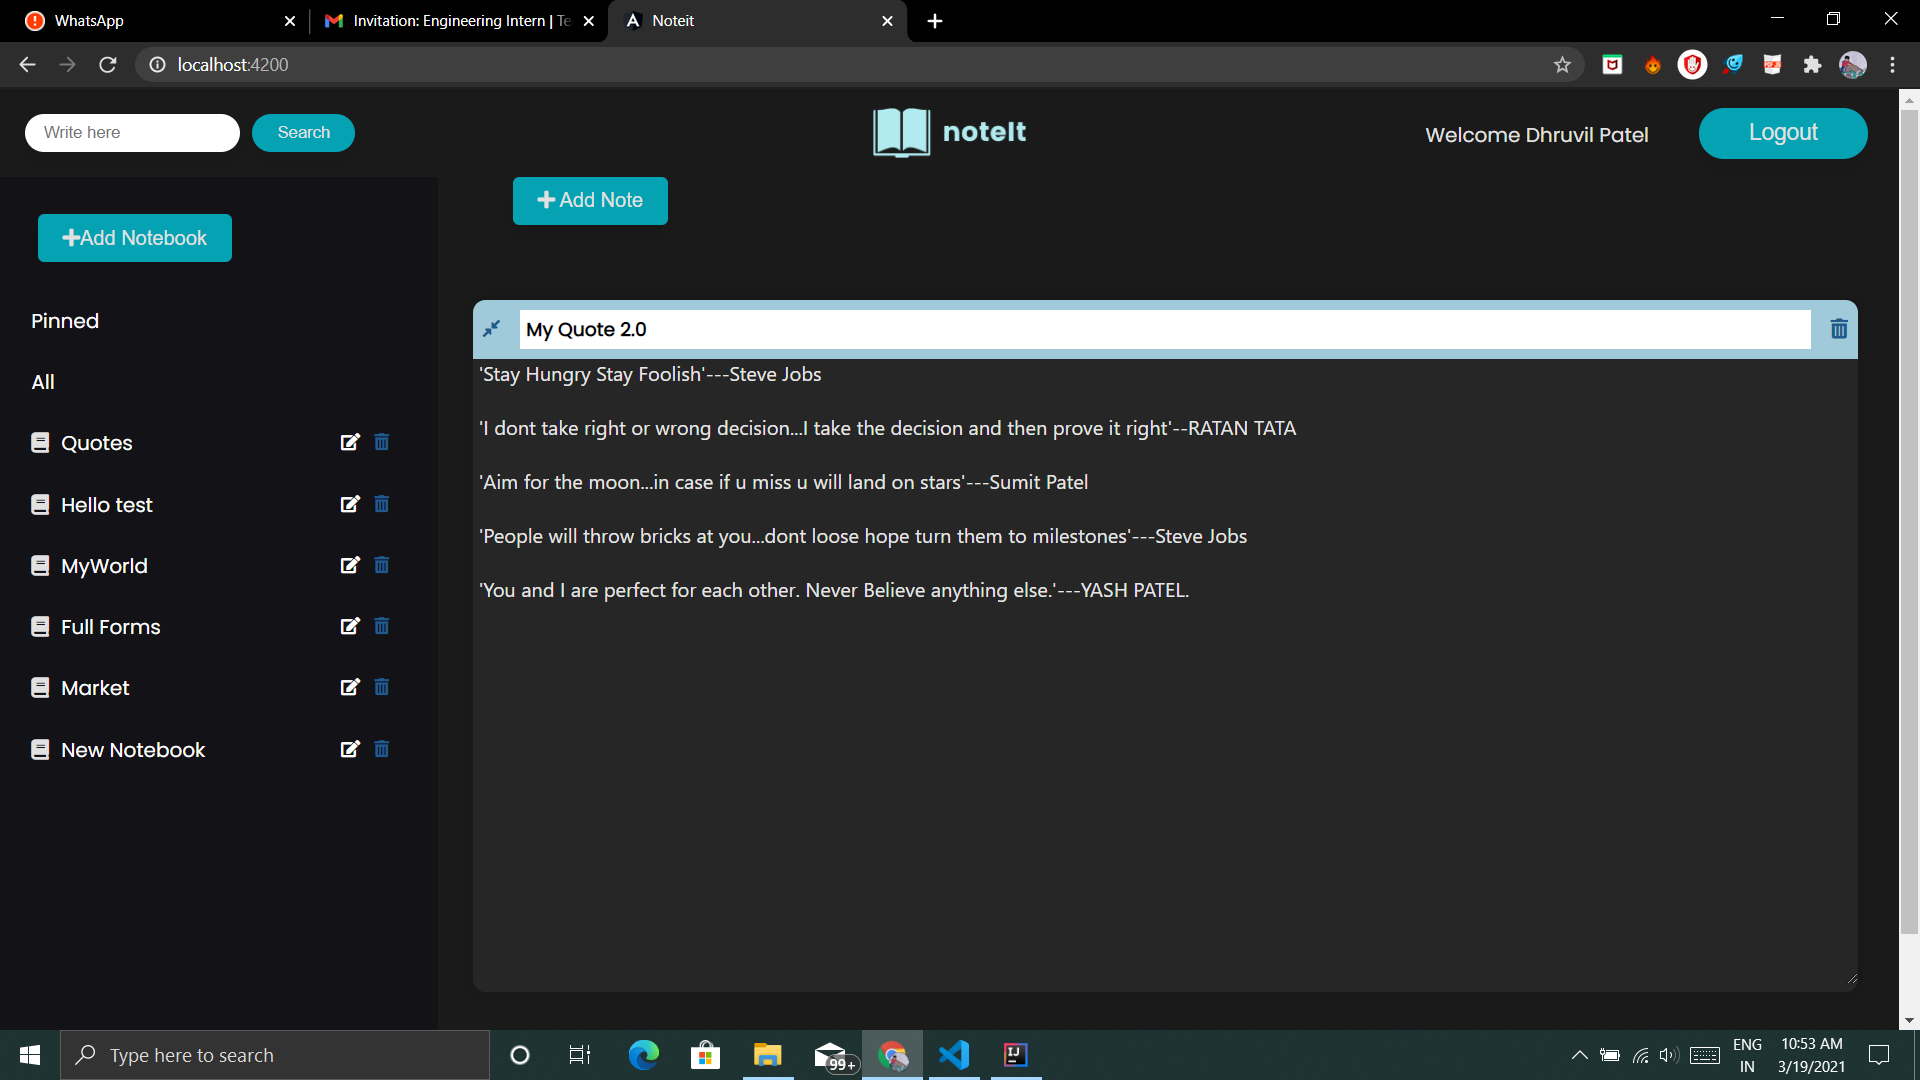 WhatsApp
Invitation: Engineering Intern | Te
Noteit
localhost:4200
Write here
Search
noteIt
Welcome Dhruvil Patel
Logout
Add Notebook
Pinned
All
Quotes
Hello test
MyWorld
Full Forms
Market
New Notebook
Add Note
My Quote 2.0
'Stay Hungry Stay Foolish'---Steve Jobs
'I dont take right or wrong decision...I take the decision and then prove it right'--RATAN TATA
'Aim for the moon...in case if u miss u will land on stars'---Sumit Patel
'People will throw bricks at you...dont loose hope turn them to milestones'---Steve Jobs
'You and I are perfect for each other. Never Believe anything else.'---YASH PATEL.
Type here to search
99+
IJ
ENG
IN
10:53 AM
3/19/2021